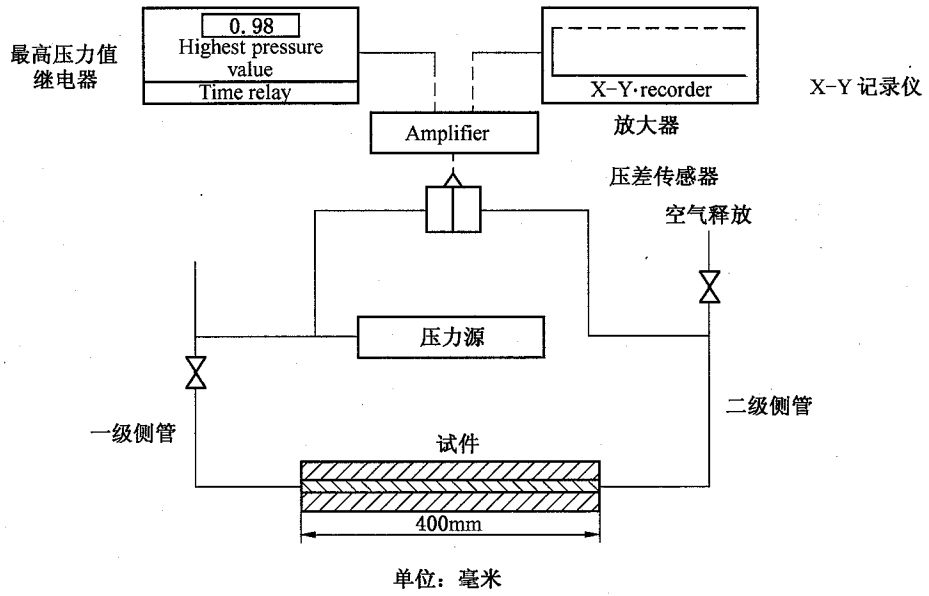 0.98
Highest pressure
value
Time relay
最高压力值
继电器
X-Y·recorder
X-Y 记录仪
Amplifier
放大器
压差传感器
空气释放
压力源
一级侧管
二级侧管
试件
400mm
单位：毫米